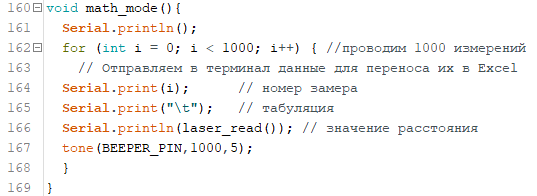 160 void math_mode(){
161 Serial.println();
162 for (int i = 0; i < 1000; i++) { //проводим 1000 измерений
163 // Отправляем в терминал данные для переноса их в Excel
164 Serial.print(i); // номер замера
165 Serial.print("\t"); // табуляция
166 Serial.println(laser_read()); // значение расстояния
167 tone(BEEPER_PIN,1000,5);
168 }
169 }